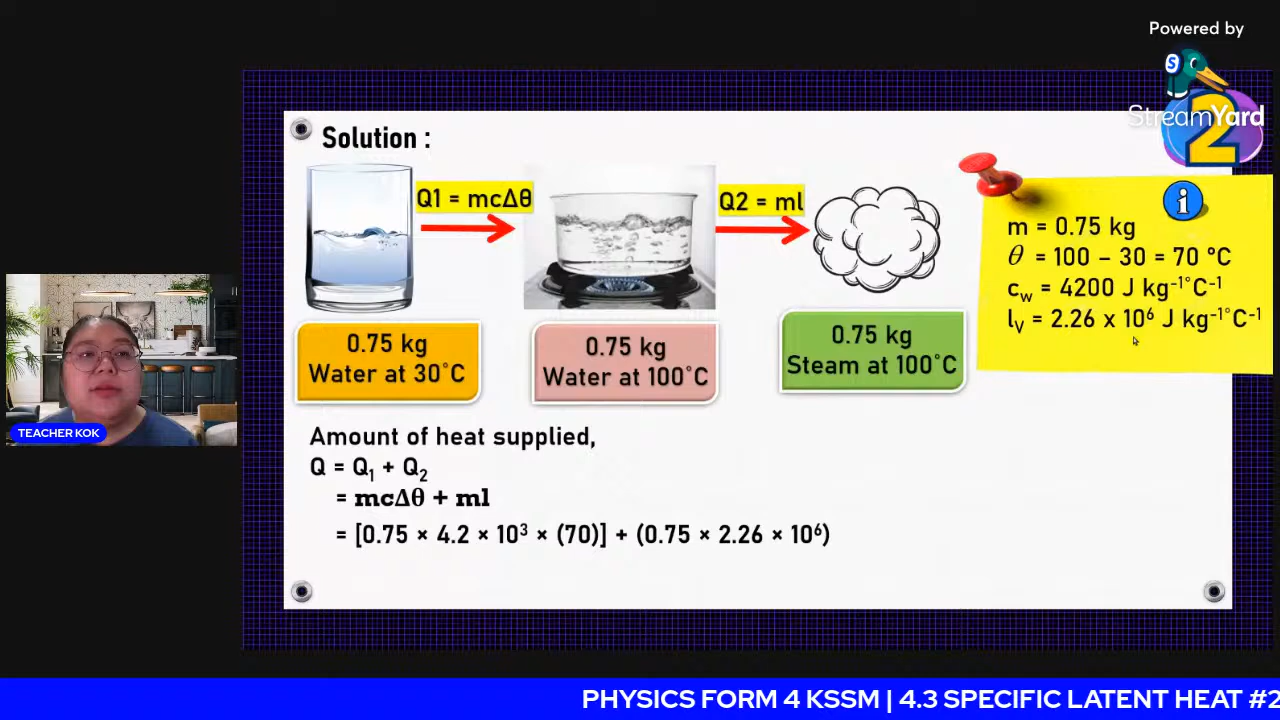 Powered by
S
StreamYard
2
Solution :
Q1 = mcΔθ
Q2 = ml
i
m = 0.75 kg
θ = 100 – 30 = 70 °C
c_w = 4200 J kg⁻¹°C⁻¹
l_v = 2.26 x 10⁶ J kg⁻¹°C⁻¹
0.75 kg
Water at 30°C
0.75 kg
Water at 100°C
0.75 kg
Steam at 100°C
TEACHER KOK
Amount of heat supplied,
Q = Q₁ + Q₂
= mcΔθ + ml
= [0.75 × 4.2 × 10³ × (70)] + (0.75 × 2.26 × 10⁶)
PHYSICS FORM 4 KSSM | 4.3 SPECIFIC LATENT HEAT #2